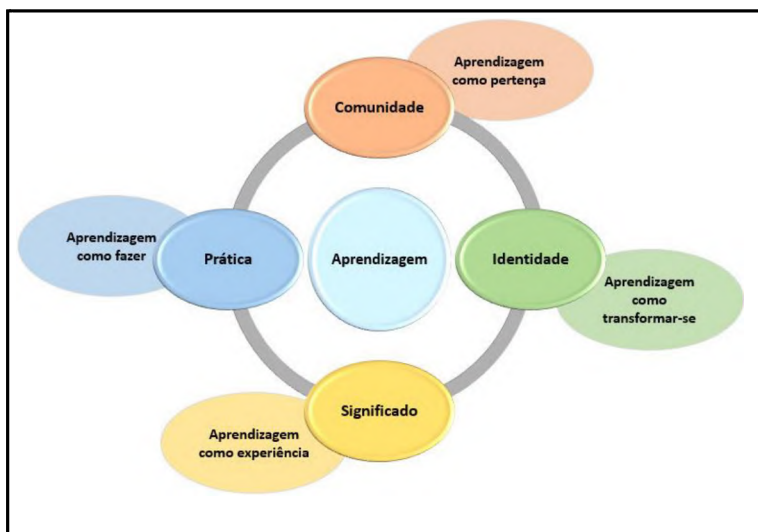 Aprendizagem
como pertença
Comunidade
Aprendizagem
como fazer
Prática
Aprendizagem
Identidade
Aprendizagem
como
transformar-se
Significado
Aprendizagem
como experiência